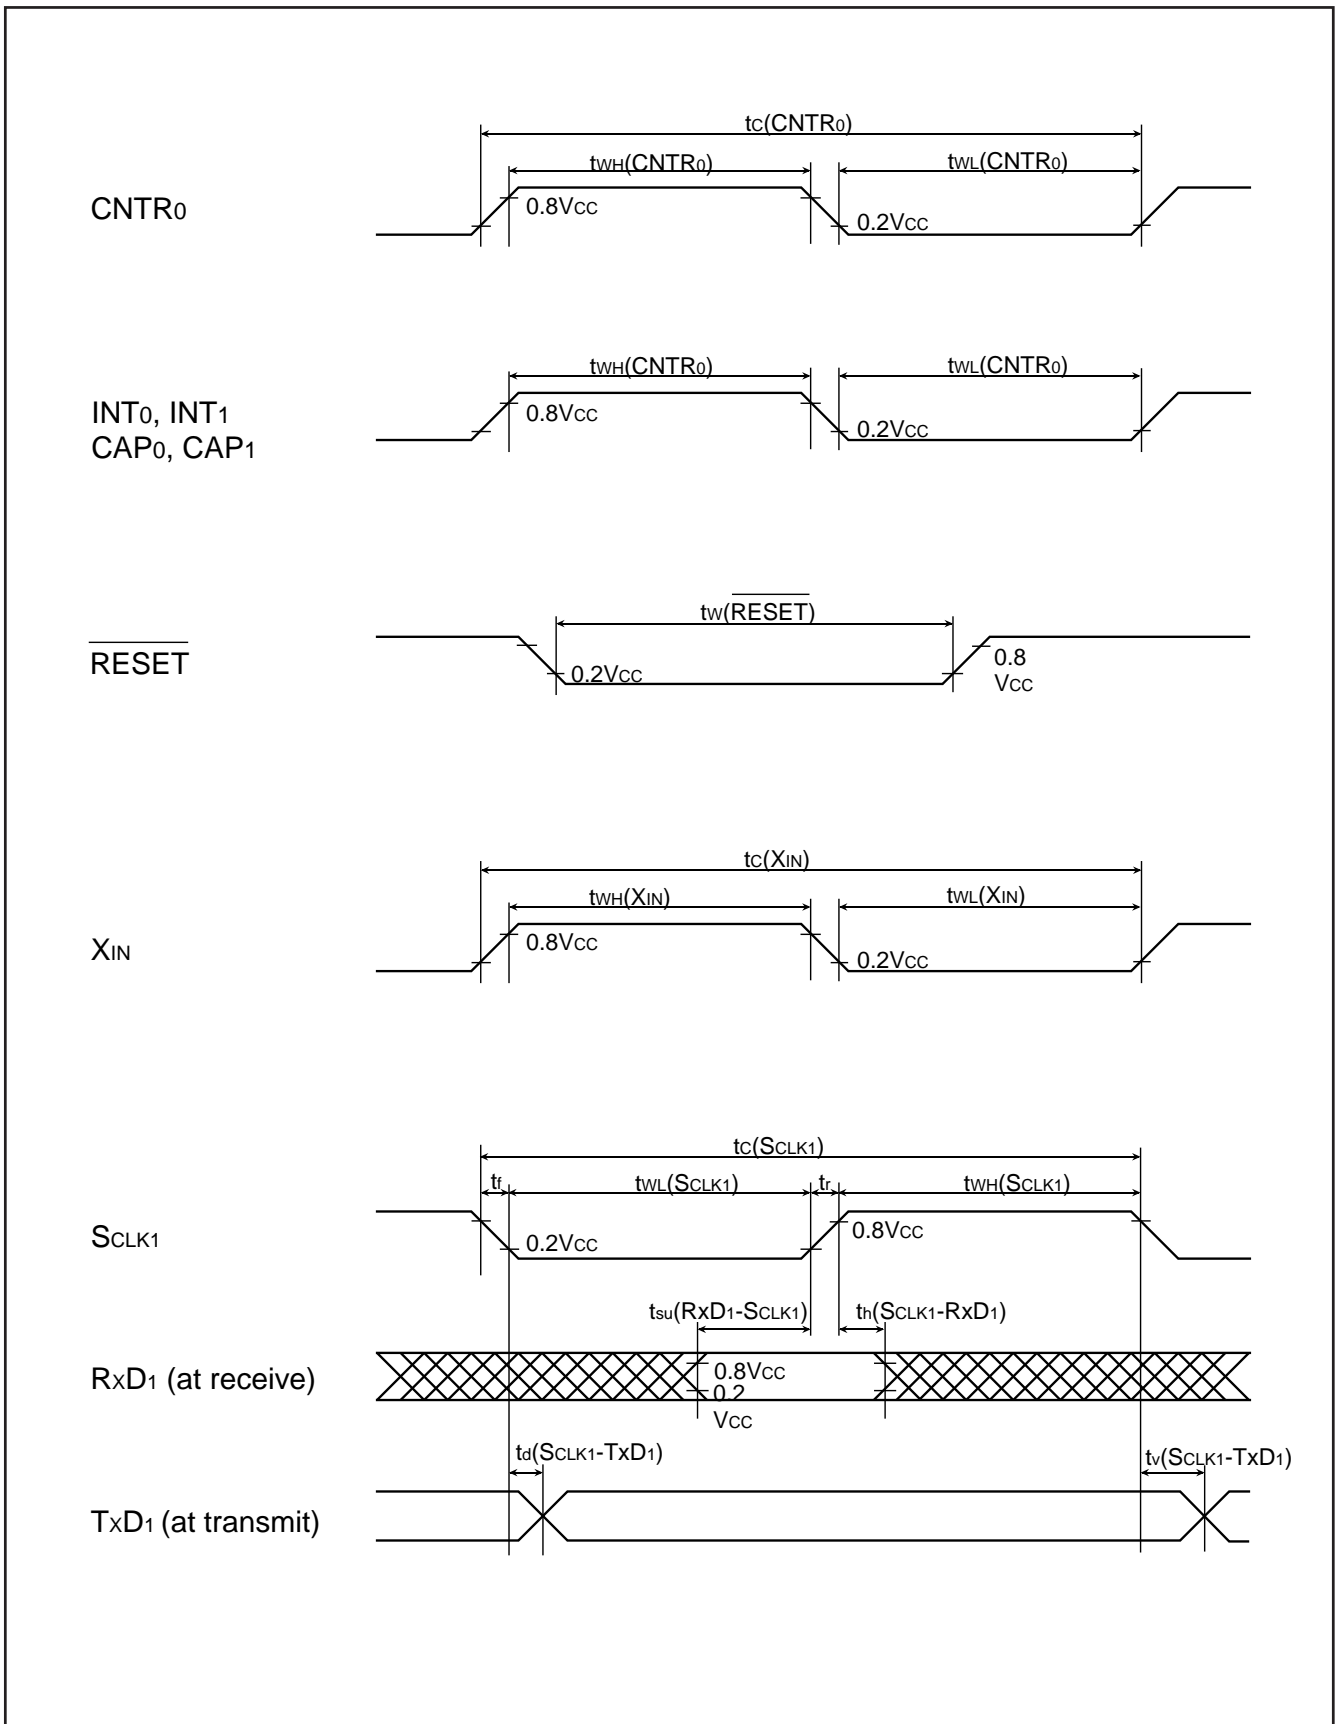 tC(CNTR0)
tWH(CNTR0)
tWL(CNTR0)
CNTR0
0.8VCC
0.2VCC
tWH(CNTR0)
tWL(CNTR0)
INT0, INT1
CAP0, CAP1
0.8VCC
0.2VCC
tW(RESET)
RESET
0.2VCC
0.8
VCC
tC(XIN)
tWH(XIN)
tWL(XIN)
XIN
0.8VCC
0.2VCC
tC(SCLK1)
tf
tWL(SCLK1)
tr
tWH(SCLK1)
SCLK1
0.2VCC
0.8VCC
tsu(RxD1-SCLK1)
th(SCLK1-RxD1)
RXD1 (at receive)
0.8VCC
0.2
VCC
td(SCLK1-TxD1)
tv(SCLK1-TxD1)
TXD1 (at transmit)